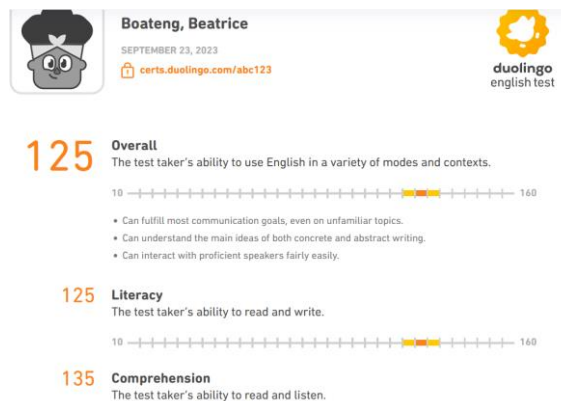 Boateng, Beatrice
SEPTEMBER 23, 2023
certs.duolingo.com/abc123
duolingo
english test
125 Overall
The test taker's ability to use English in a variety of modes and contexts.
10 160
• Can fulfill most communication goals, even on unfamiliar topics.
• Can understand the main ideas of both concrete and abstract writing.
• Can interact with proficient speakers fairly easily.
125 Literacy
The test taker's ability to read and write.
10 160
135 Comprehension
The test taker's ability to read and listen.